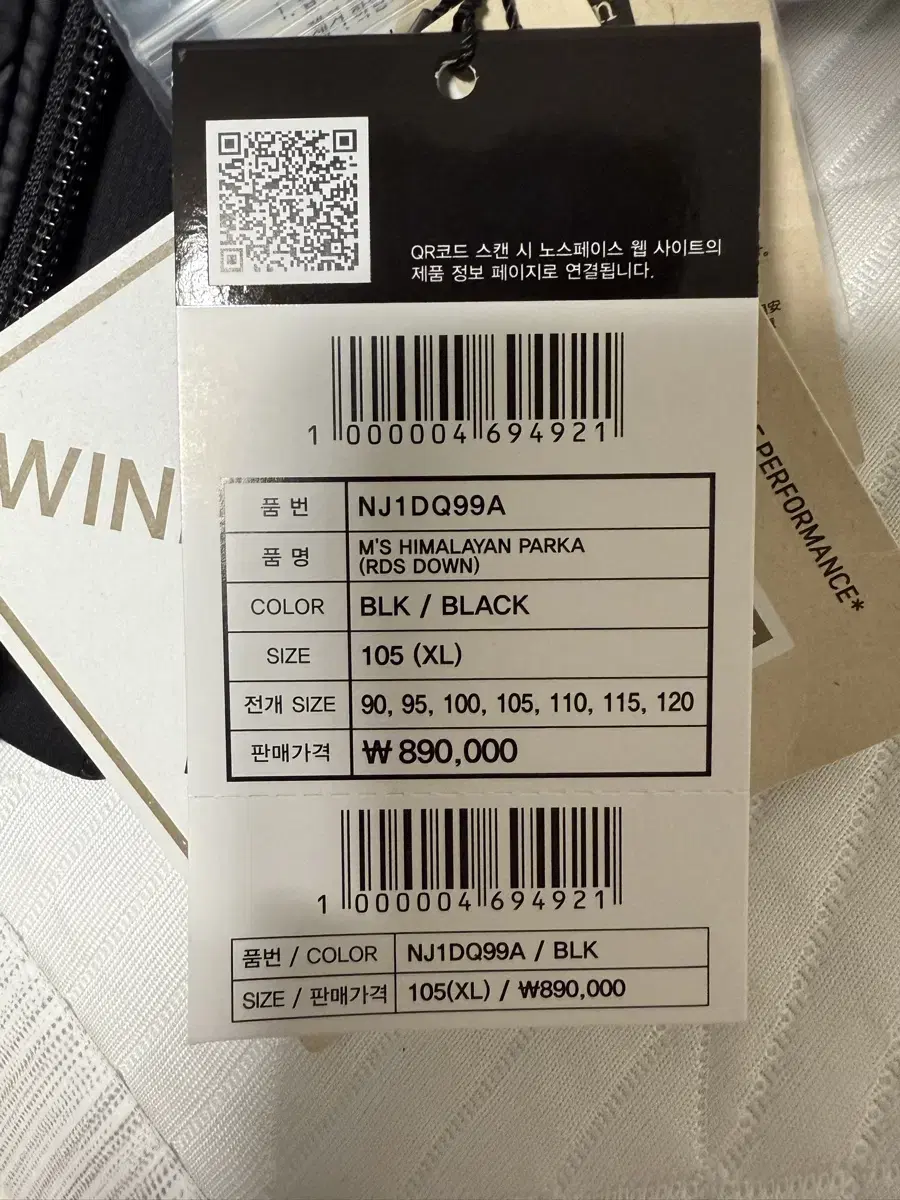 QR코드 스캔 시 노스페이스 웹 사이트의
제품 정보 페이지로 연결됩니다.
1 000004 694921
품 번 NJ1DQ99A
품 명 M'S HIMALAYAN PARKA
(RDS DOWN)
COLOR BLK / BLACK
SIZE 105 (XL)
전개 SIZE 90, 95, 100, 105, 110, 115, 120
판매가격 ₩ 890,000
1 000004 694921
품번 / COLOR NJ1DQ99A / BLK
SIZE / 판매가격 105(XL) / ₩890,000
WIN
PERFORMANCE*